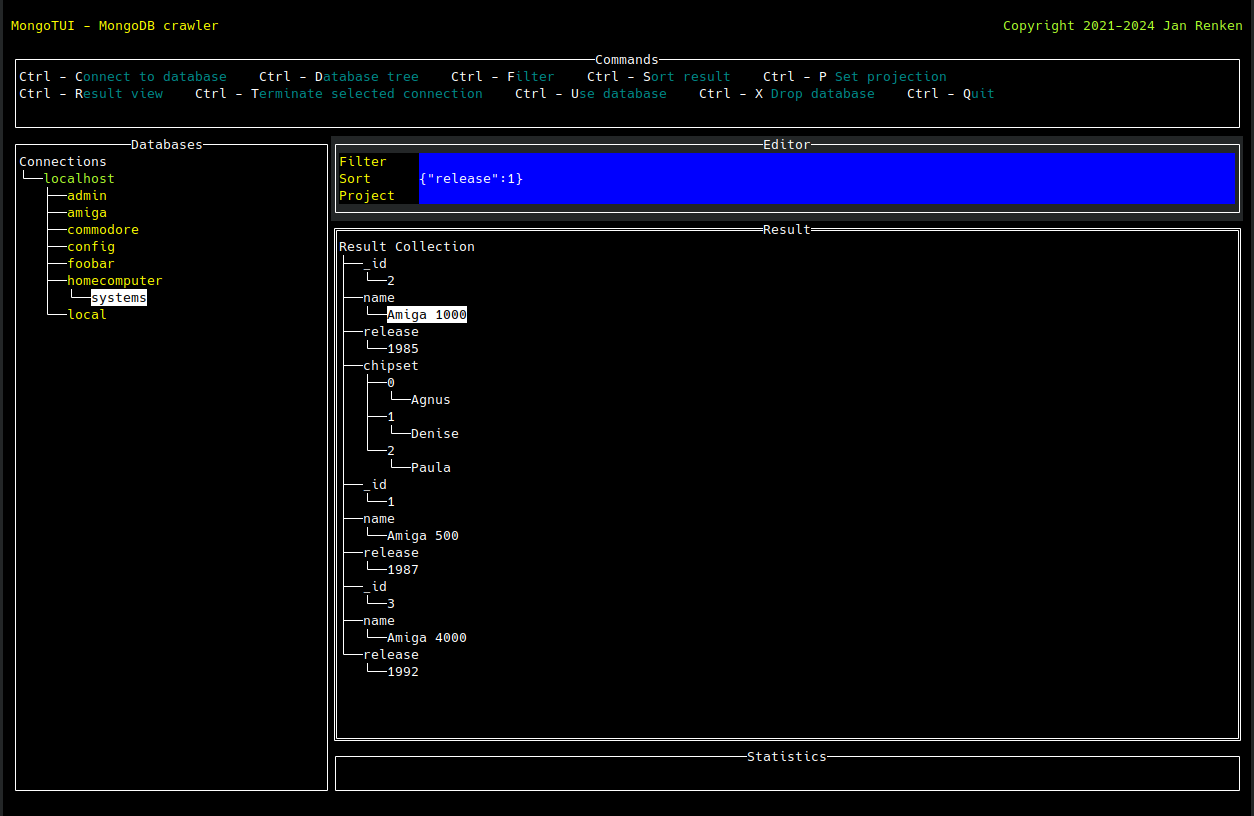 MongoTUI - MongoDB crawler
Copyright 2021-2024 Jan Renken
Commands
Ctrl - Connect to database Ctrl - Database tree Ctrl - Filter Ctrl - Sort result Ctrl - P Set projection
Ctrl - Result view Ctrl - Terminate selected connection Ctrl - Use database Ctrl - X Drop database Ctrl - Quit
Databases
Connections
localhost
admin
amiga
commodore
config
foobar
homecomputer
systems
local
Editor
Filter
Sort {"release":1}
Project
Result
Result Collection
_id
2
name
Amiga 1000
release
1985
chipset
0
Agnus
1
Denise
2
Paula
_id
1
name
Amiga 500
release
1987
_id
3
name
Amiga 4000
release
1992
Statistics